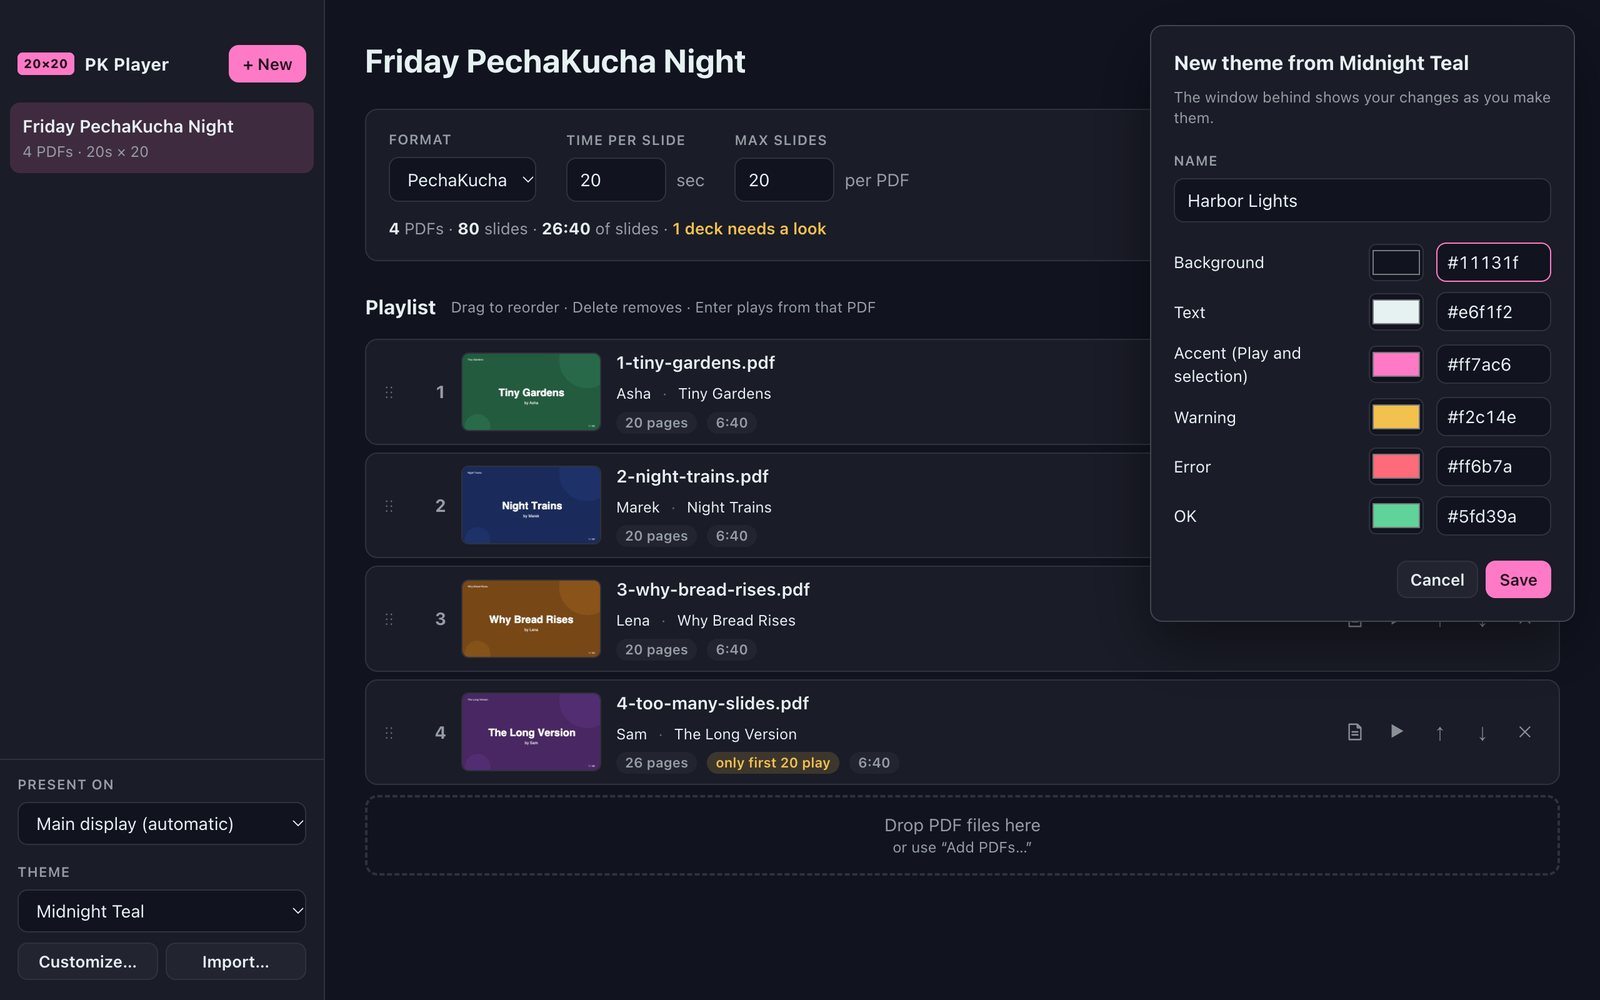 20×20 PK Player + New
Friday PechaKucha Night
4 PDFs · 20s × 20
PRESENT ON
Main display (automatic)
THEME
Midnight Teal
Customize... Import...
Friday PechaKucha Night
FORMAT TIME PER SLIDE MAX SLIDES
PechaKucha 20 sec 20 per PDF
4 PDFs · 80 slides · 26:40 of slides · 1 deck needs a look
Playlist Drag to reorder · Delete removes · Enter plays from that PDF
1
Tiny Gardens
by Asha
1-tiny-gardens.pdf
Asha · Tiny Gardens
20 pages 6:40
2
Night Trains
by Marek
2-night-trains.pdf
Marek · Night Trains
20 pages 6:40
3
Why Bread Rises
by Lena
3-why-bread-rises.pdf
Lena · Why Bread Rises
20 pages 6:40
4
The Long Version
by Sam
4-too-many-slides.pdf
Sam · The Long Version
26 pages only first 20 play 6:40
Drop PDF files here
or use “Add PDFs…”
New theme from Midnight Teal
The window behind shows your changes as you make
them.
NAME
Harbor Lights
Background #11131f
Text #e6f1f2
Accent (Play and
selection) #ff7ac6
Warning #f2c14e
Error #ff6b7a
OK #5fd39a
Cancel Save